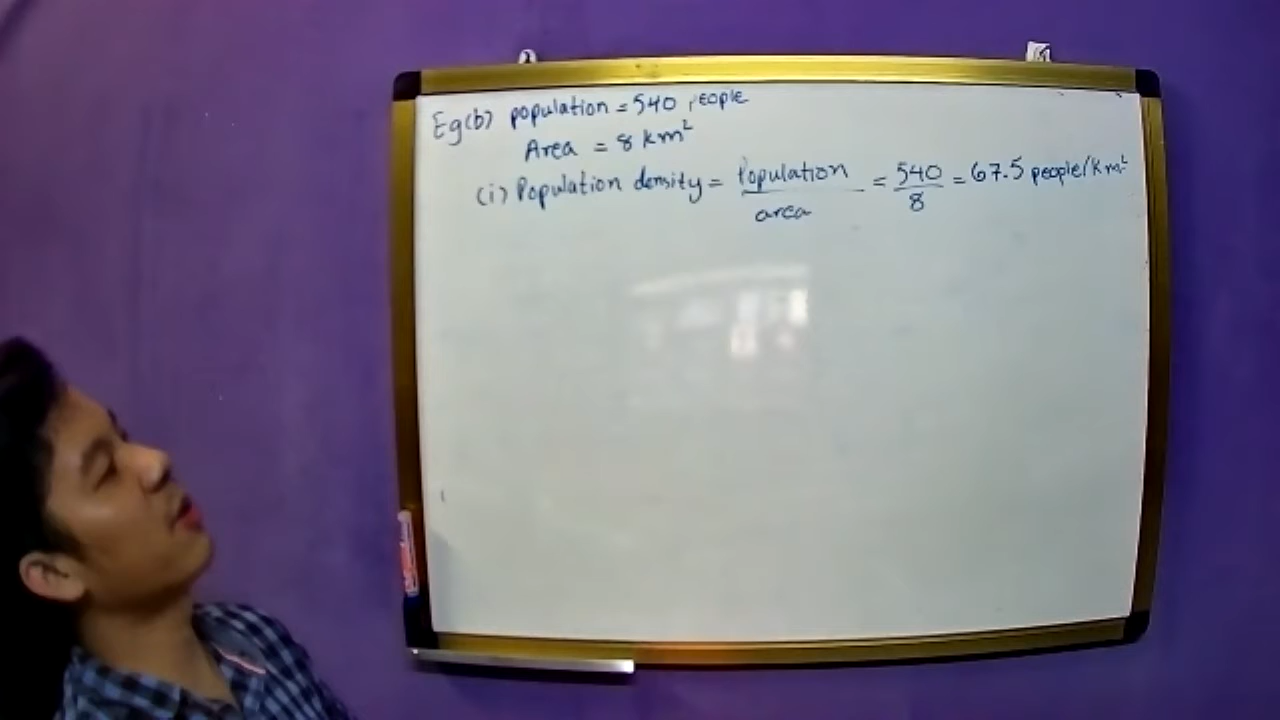 Eg(b) population = 540 people
Area = 8 km²
(i) Population density = Population / area = 540 / 8 = 67.5 people/km²